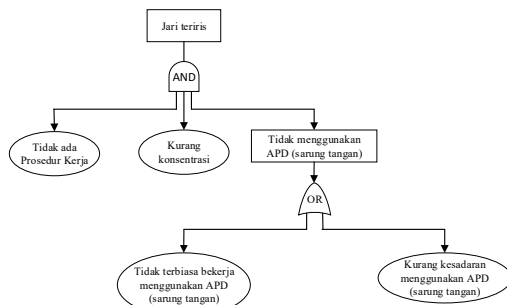 Jari teriris
AND
Tidak ada
Prosedur Kerja
Kurang
konsentrasi
Tidak menggunakan
APD (sarung tangan)
OR
Tidak terbiasa bekerja
menggunakan APD
(sarung tangan)
Kurang kesadaran
menggunakan APD
(sarung tangan)